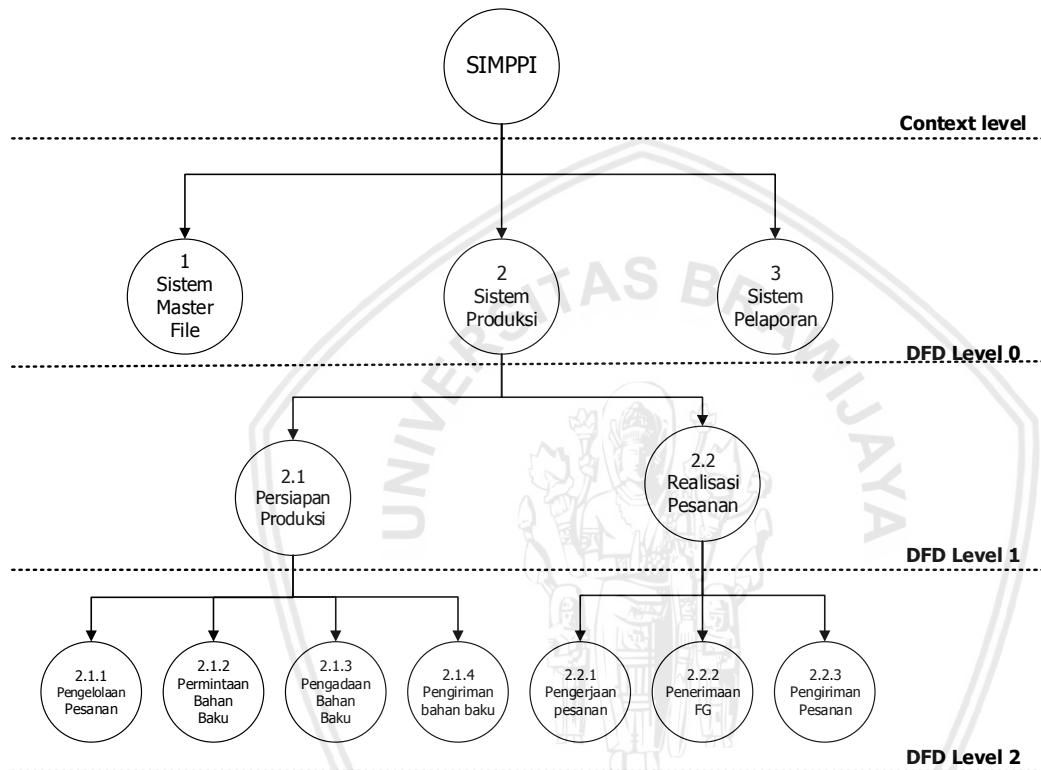 SIMPPI
Context level
1
Sistem
Master
File
2
Sistem
Produksi
3
Sistem
Pelaporan
DFD Level 0
2.1
Persiapan
Produksi
2.2
Realisasi
Pesanan
DFD Level 1
2.1.1
Pengelolaan
Pesanan
2.1.2
Permintaan
Bahan
Baku
2.1.3
Pengadaan
Bahan
Baku
2.1.4
Pengiriman
bahan baku
2.2.1
Pengerjaan
pesanan
2.2.2
Penerimaan
FG
2.2.3
Pengiriman
Pesanan
DFD Level 2
UNIVERSITAS BRAWIJAYA